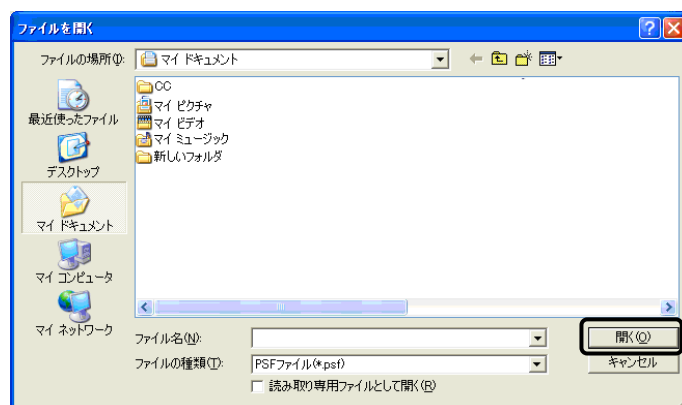 ファイルを開く
ファイルの場所(I):
マイ ドキュメント
最近使ったファイル
デスクトップ
マイ ドキュメント
マイ コンピュータ
マイ ネットワーク
CC
マイ ピクチャ
マイ ビデオ
マイ ミュージック
新しいフォルダ
ファイル名(N):
開く(O)
ファイルの種類(T):
PSFファイル(*.psf)
キャンセル
読み取り専用ファイルとして開く(R)